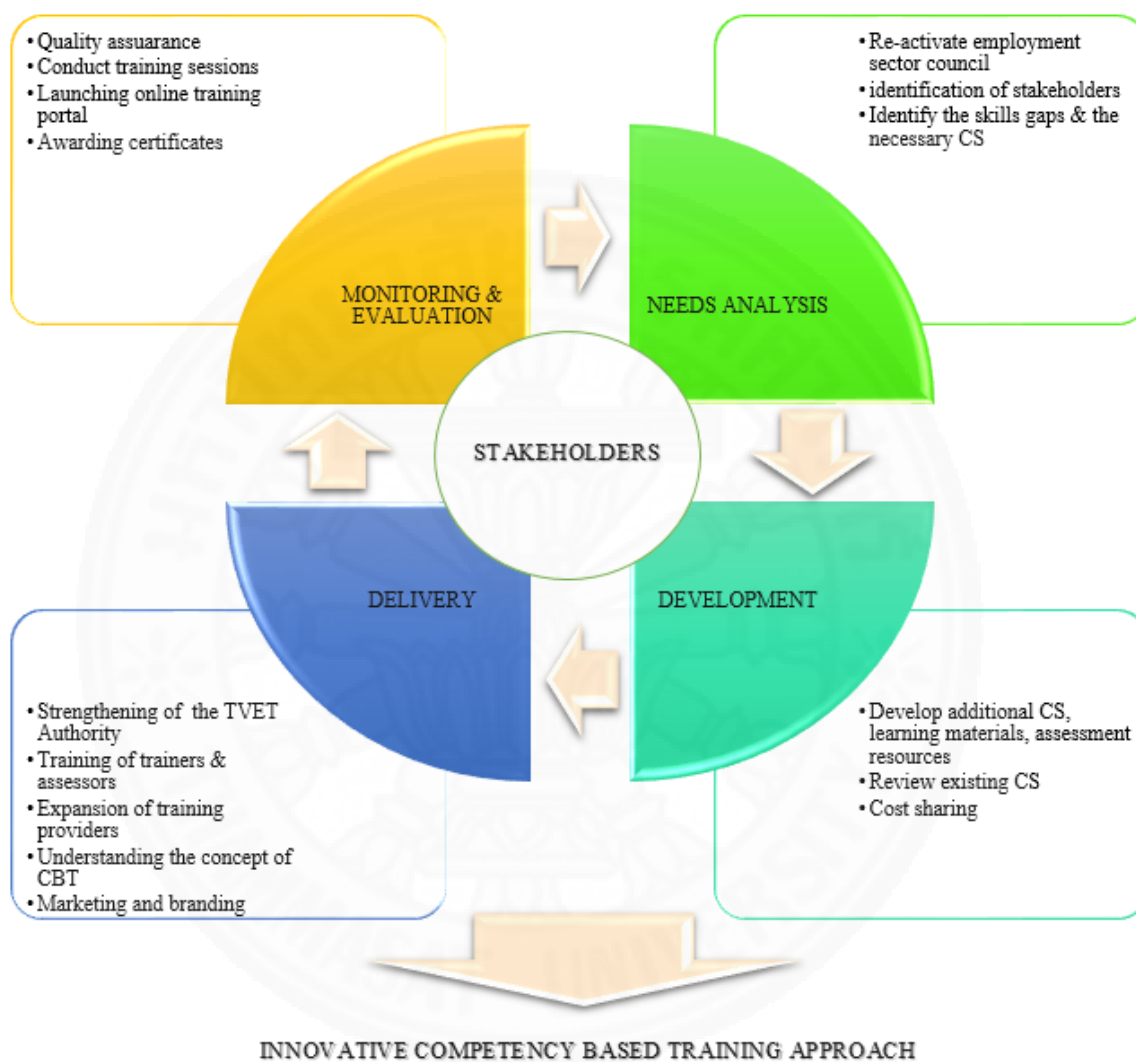 • Quality assuarance
• Conduct training sessions
• Launching online training
portal
• Awarding certificates
• Re-activate employment
sector council
• identification of stakeholders
• Identify the skills gaps & the
necessary CS
MONITORING &
EVALUATION
NEEDS ANALYSIS
STAKEHOLDERS
DELIVERY
DEVELOPMENT
• Strengthening of the TVET
Authority
• Training of trainers &
assessors
• Expansion of training
providers
• Understanding the concept of
CBT
• Marketing and branding
• Develop additional CS,
learning materials, assessment
resources
• Review existing CS
• Cost sharing
INNOVATIVE COMPETENCY BASED TRAINING APPROACH